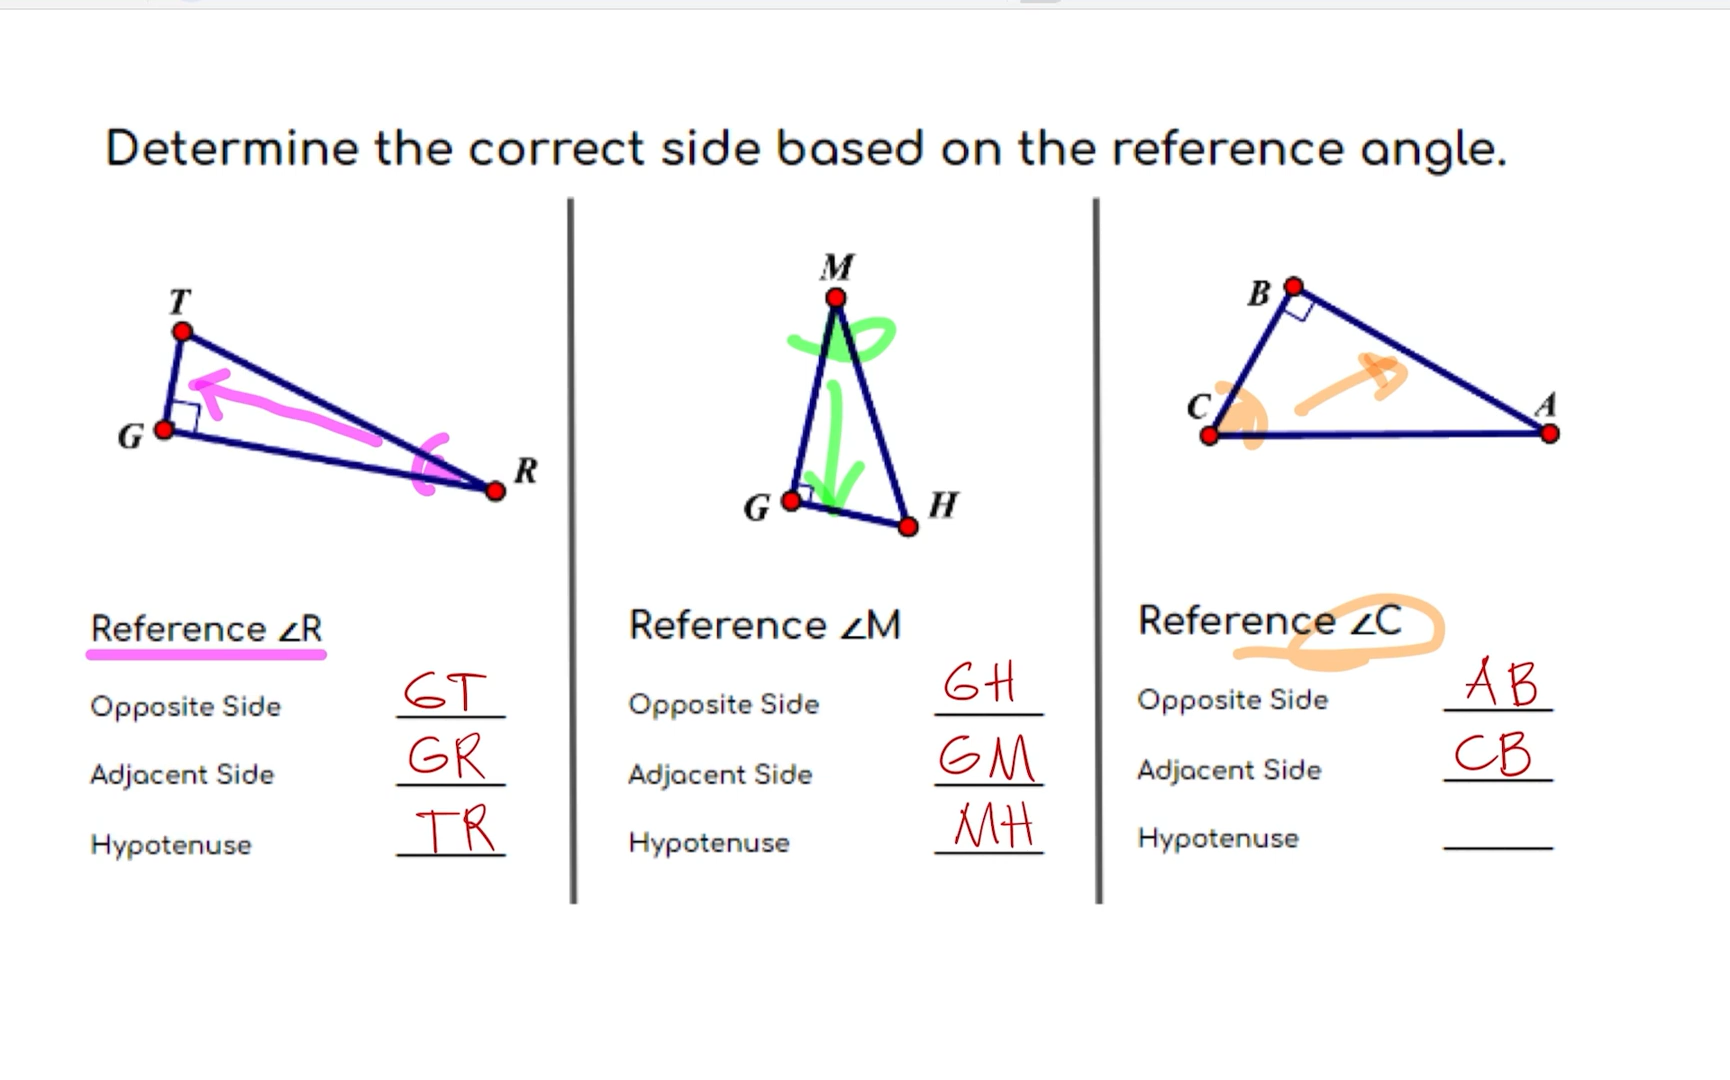 Determine the correct side based on the reference angle.
T
G
R
Reference ∠R
Opposite Side GT
Adjacent Side GR
Hypotenuse TR
M
G
H
Reference ∠M
Opposite Side GH
Adjacent Side GM
Hypotenuse MH
B
C
A
Reference ∠C
Opposite Side AB
Adjacent Side CB
Hypotenuse